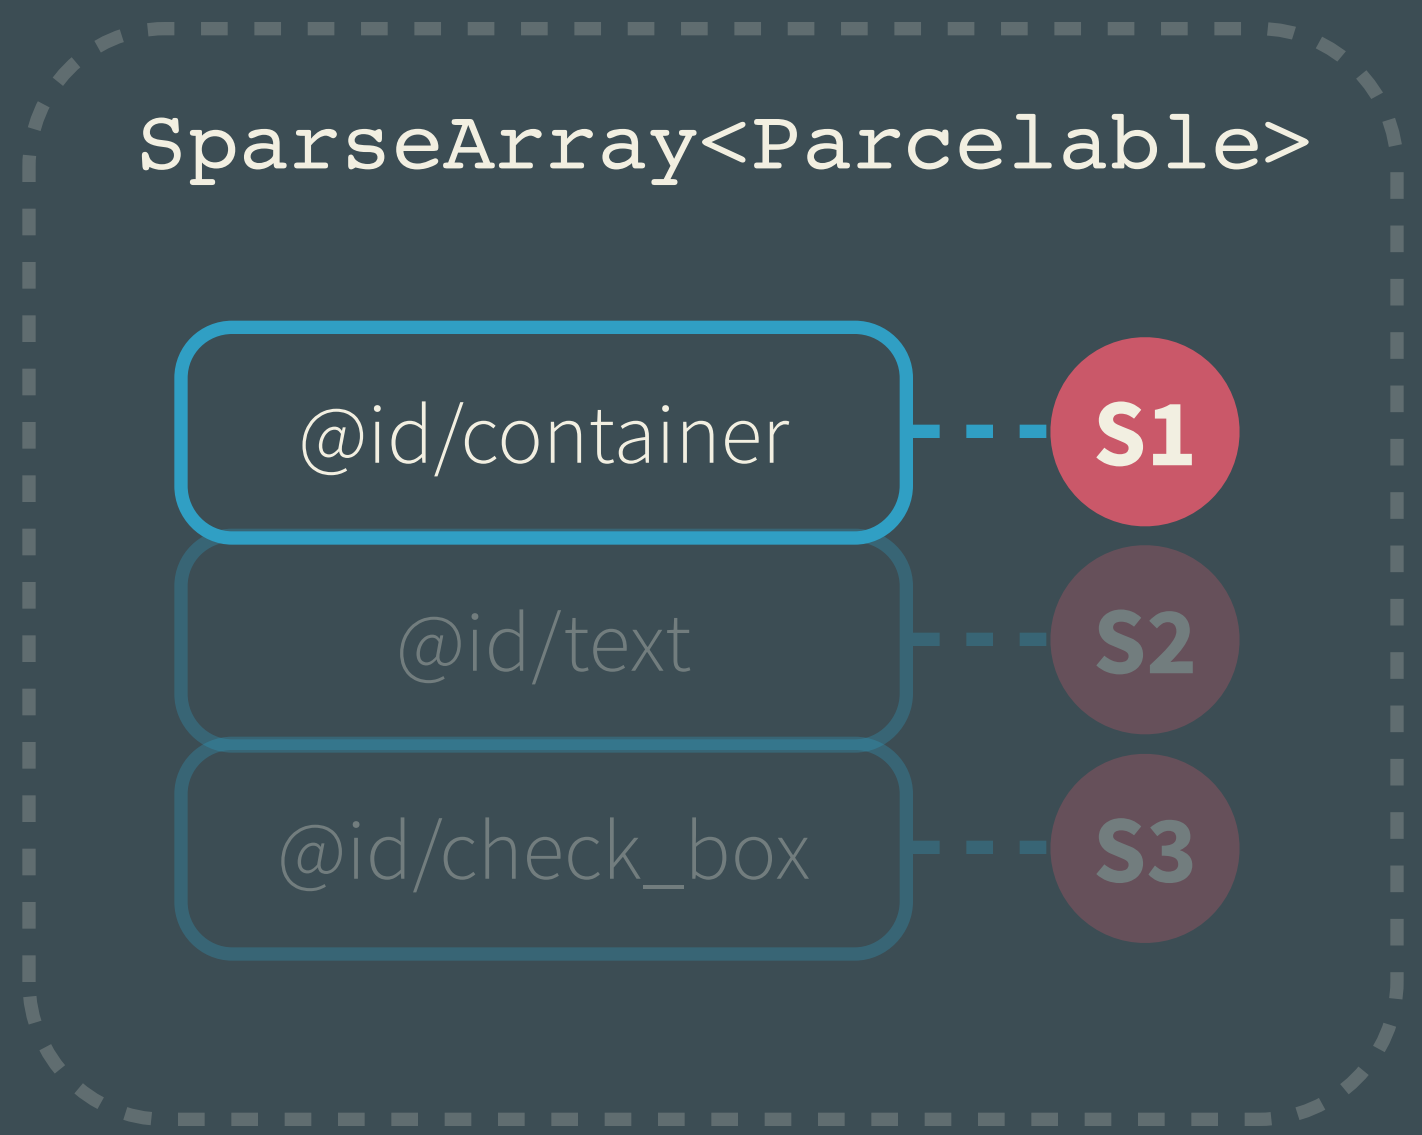 SparseArray<Parcelable>
@id/container
S1
@id/text
S2
@id/check_box
S3